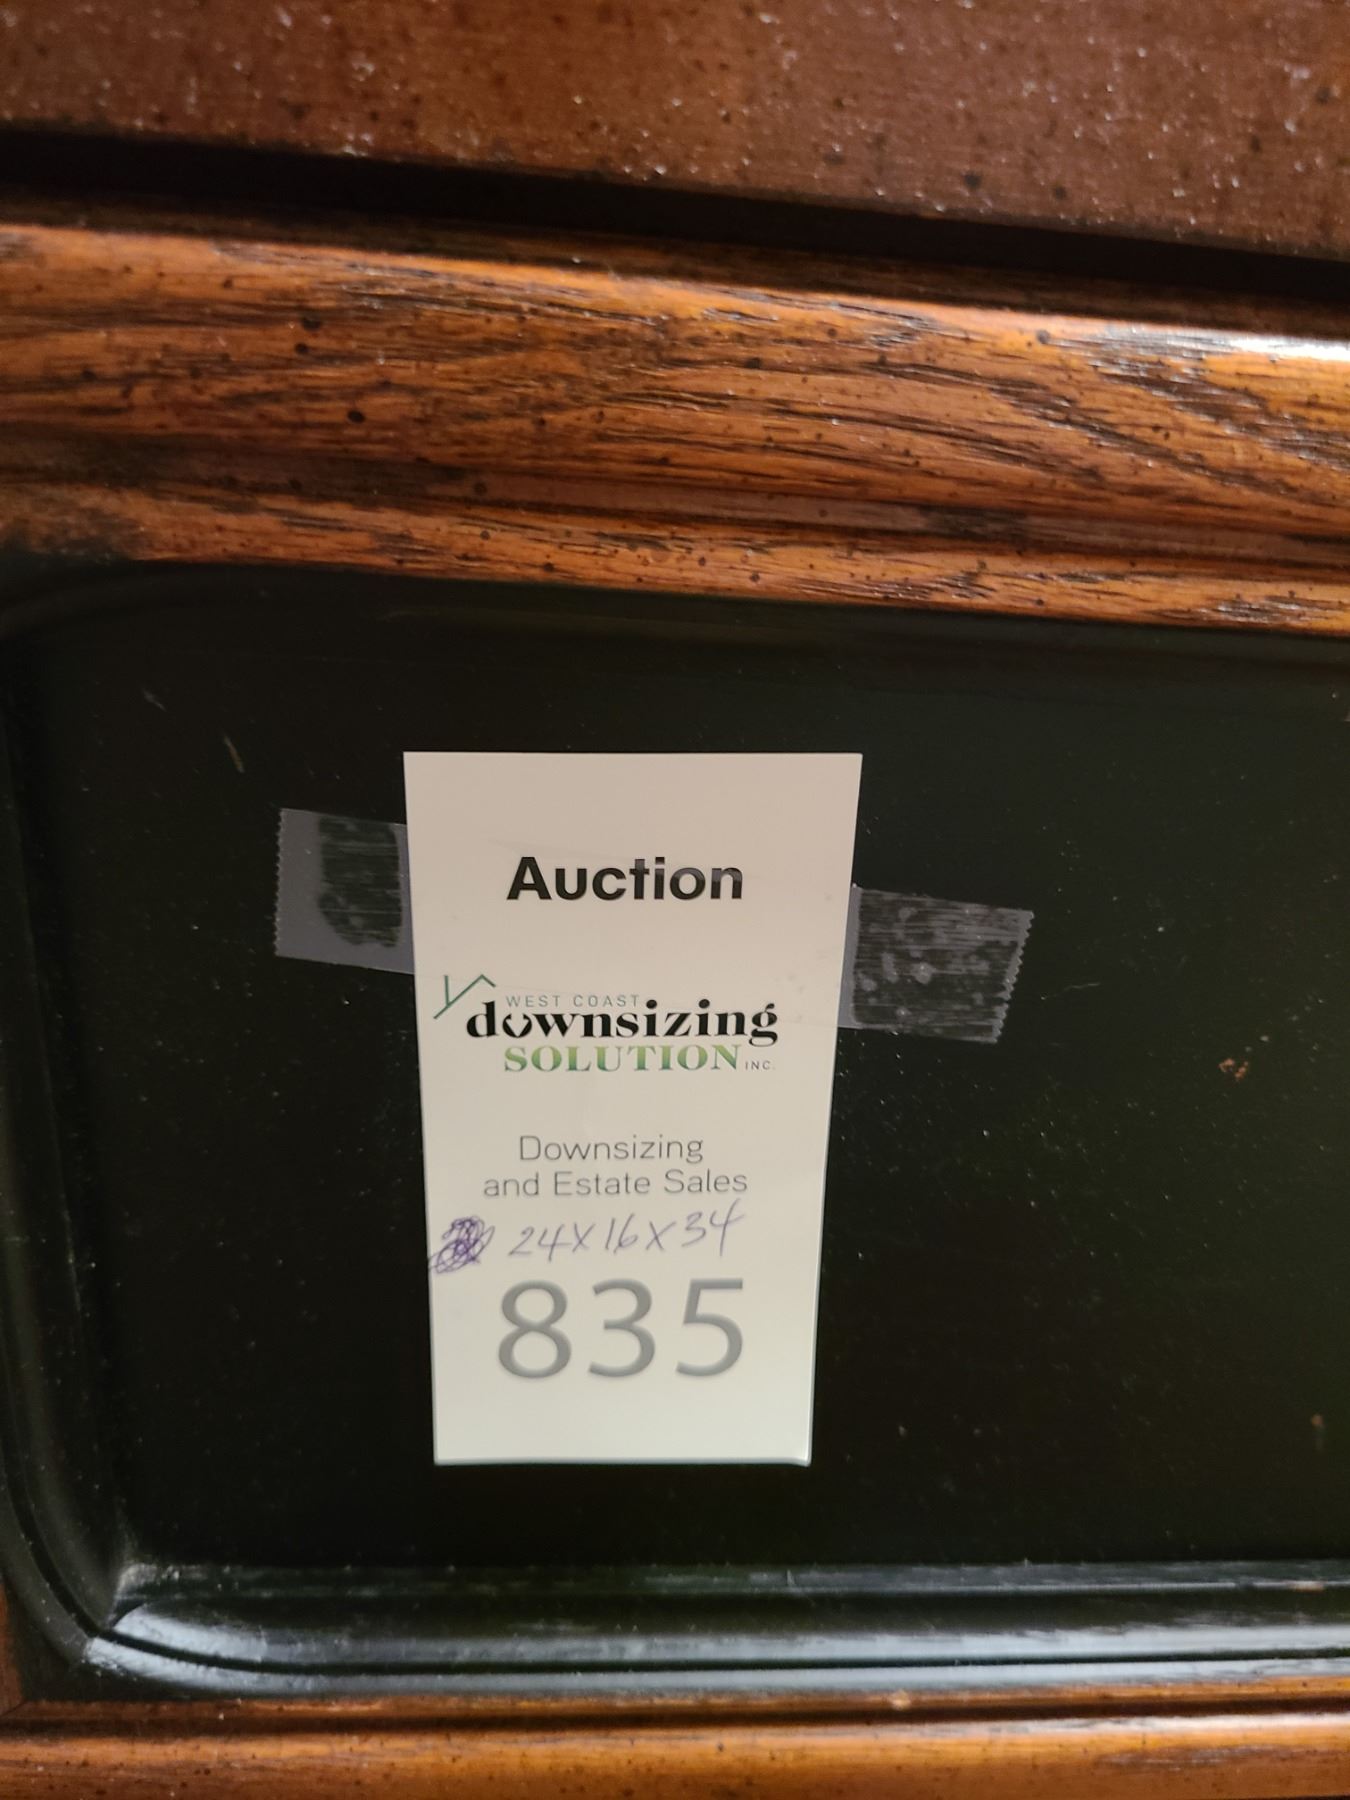 Auction
WEST COAST
downsizing
SOLUTION INC.
Downsizing
and Estate Sales
24x16x34
835